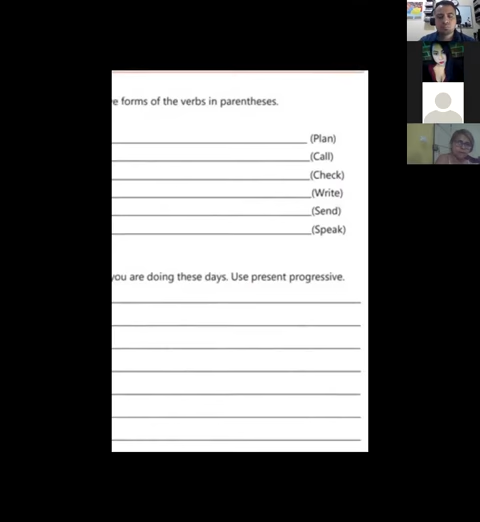 e forms of the verbs in parentheses.
(Plan)
(Call)
(Check)
(Write)
(Send)
(Speak)
you are doing these days. Use present progressive.